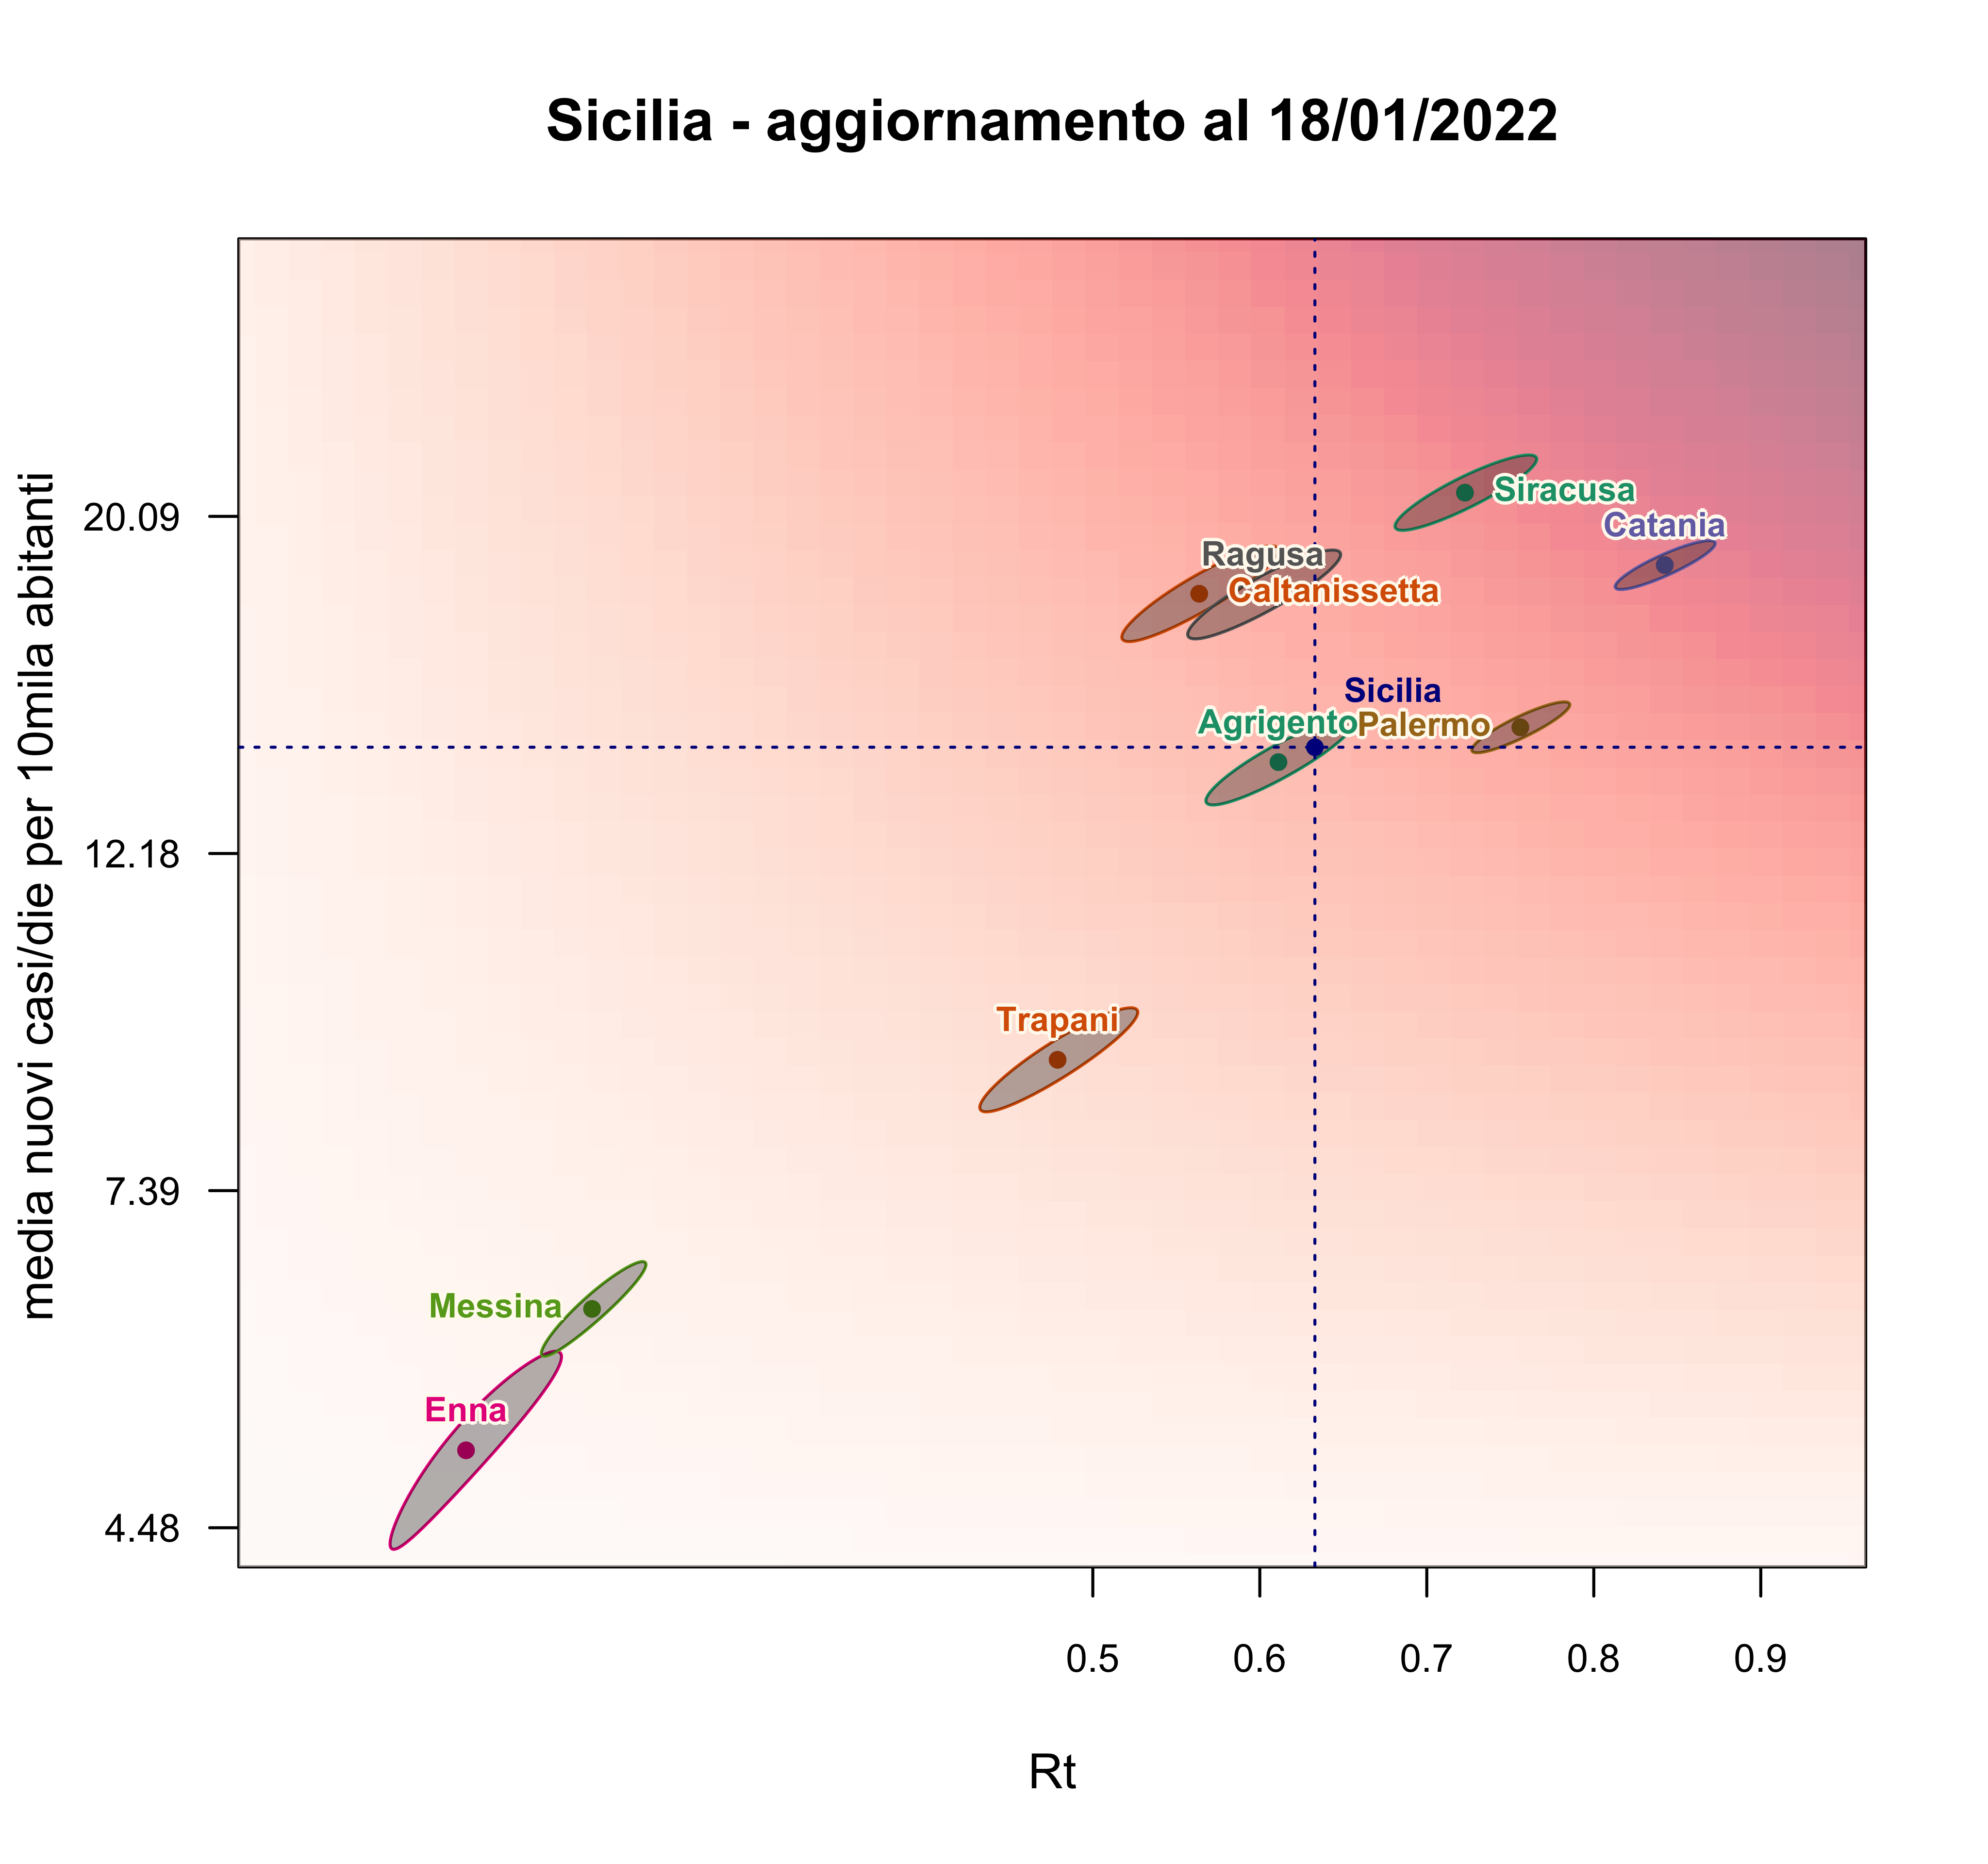 Sicilia - aggiornamento al 18/01/2022
media nuovi casi/die per 10mila abitanti
20.09
12.18
7.39
4.48
Siracusa
Catania
Ragusa
Caltanissetta
Sicilia
Agrigento
Palermo
Trapani
Messina
Enna
0.5
0.6
0.7
0.8
0.9
Rt